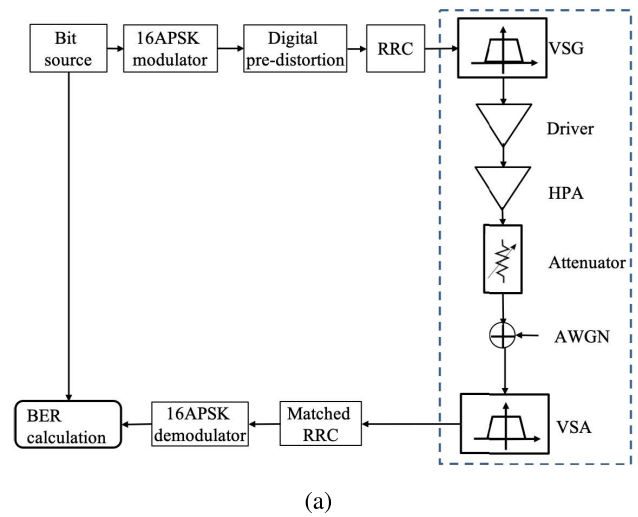 Bit
source
16APSK
modulator
Digital
pre-distortion
RRC
VSG
Driver
HPA
Attenuator
AWGN
VSA
Matched
RRC
16APSK
demodulator
BER
calculation
(a)